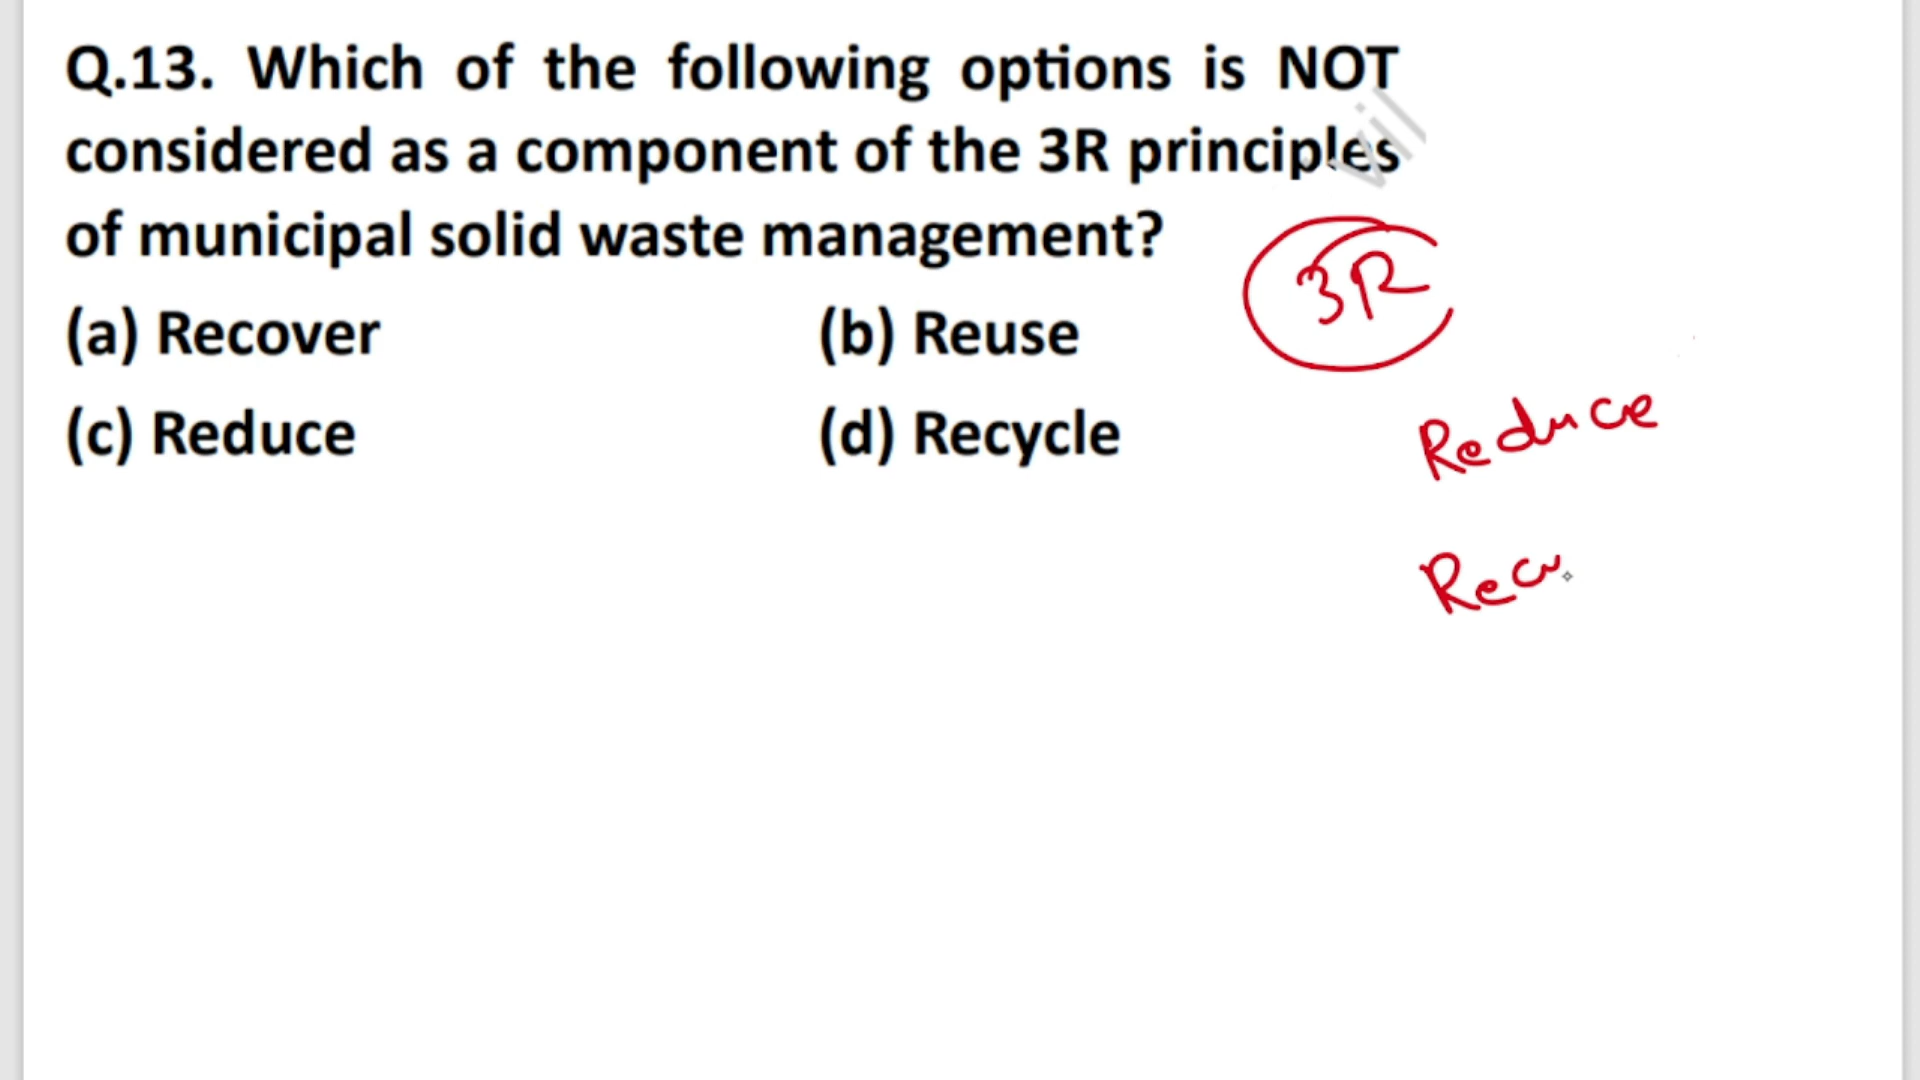 Q.13. Which of the following options is NOT
considered as a component of the 3R principles
of municipal solid waste management?
(a) Recover
(b) Reuse
(c) Reduce
(d) Recycle
3R
Reduce